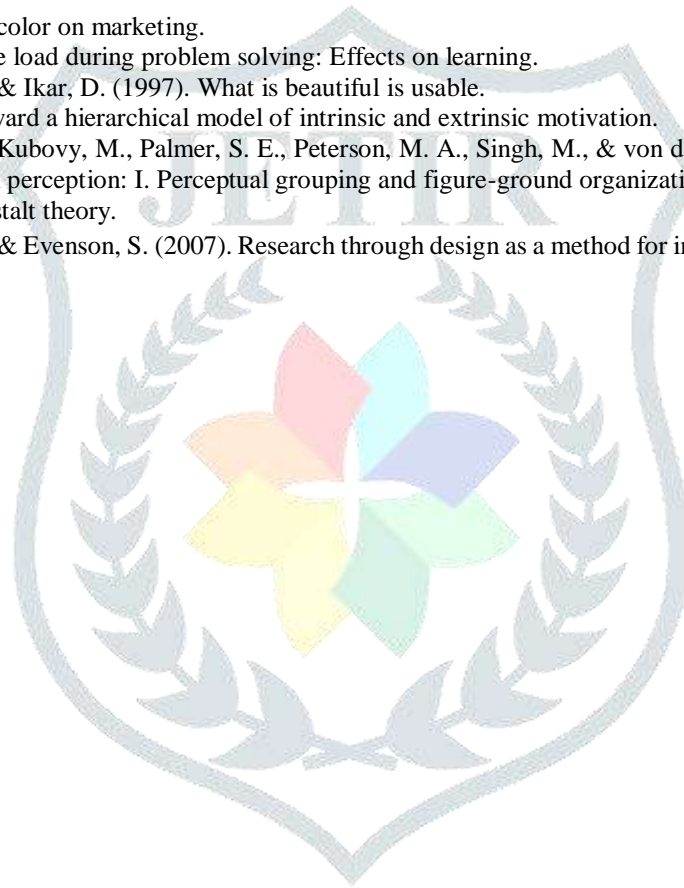 color on marketing.
e load during problem solving: Effects on learning.
& Ikar, D. (1997). What is beautiful is usable.
ward a hierarchical model of intrinsic and extrinsic motivation.
Kubovy, M., Palmer, S. E., Peterson, M. A., Singh, M., & von d
perception: I. Perceptual grouping and figure-ground organizati
stalt theory.
& Evenson, S. (2007). Research through design as a method for in
JETIR